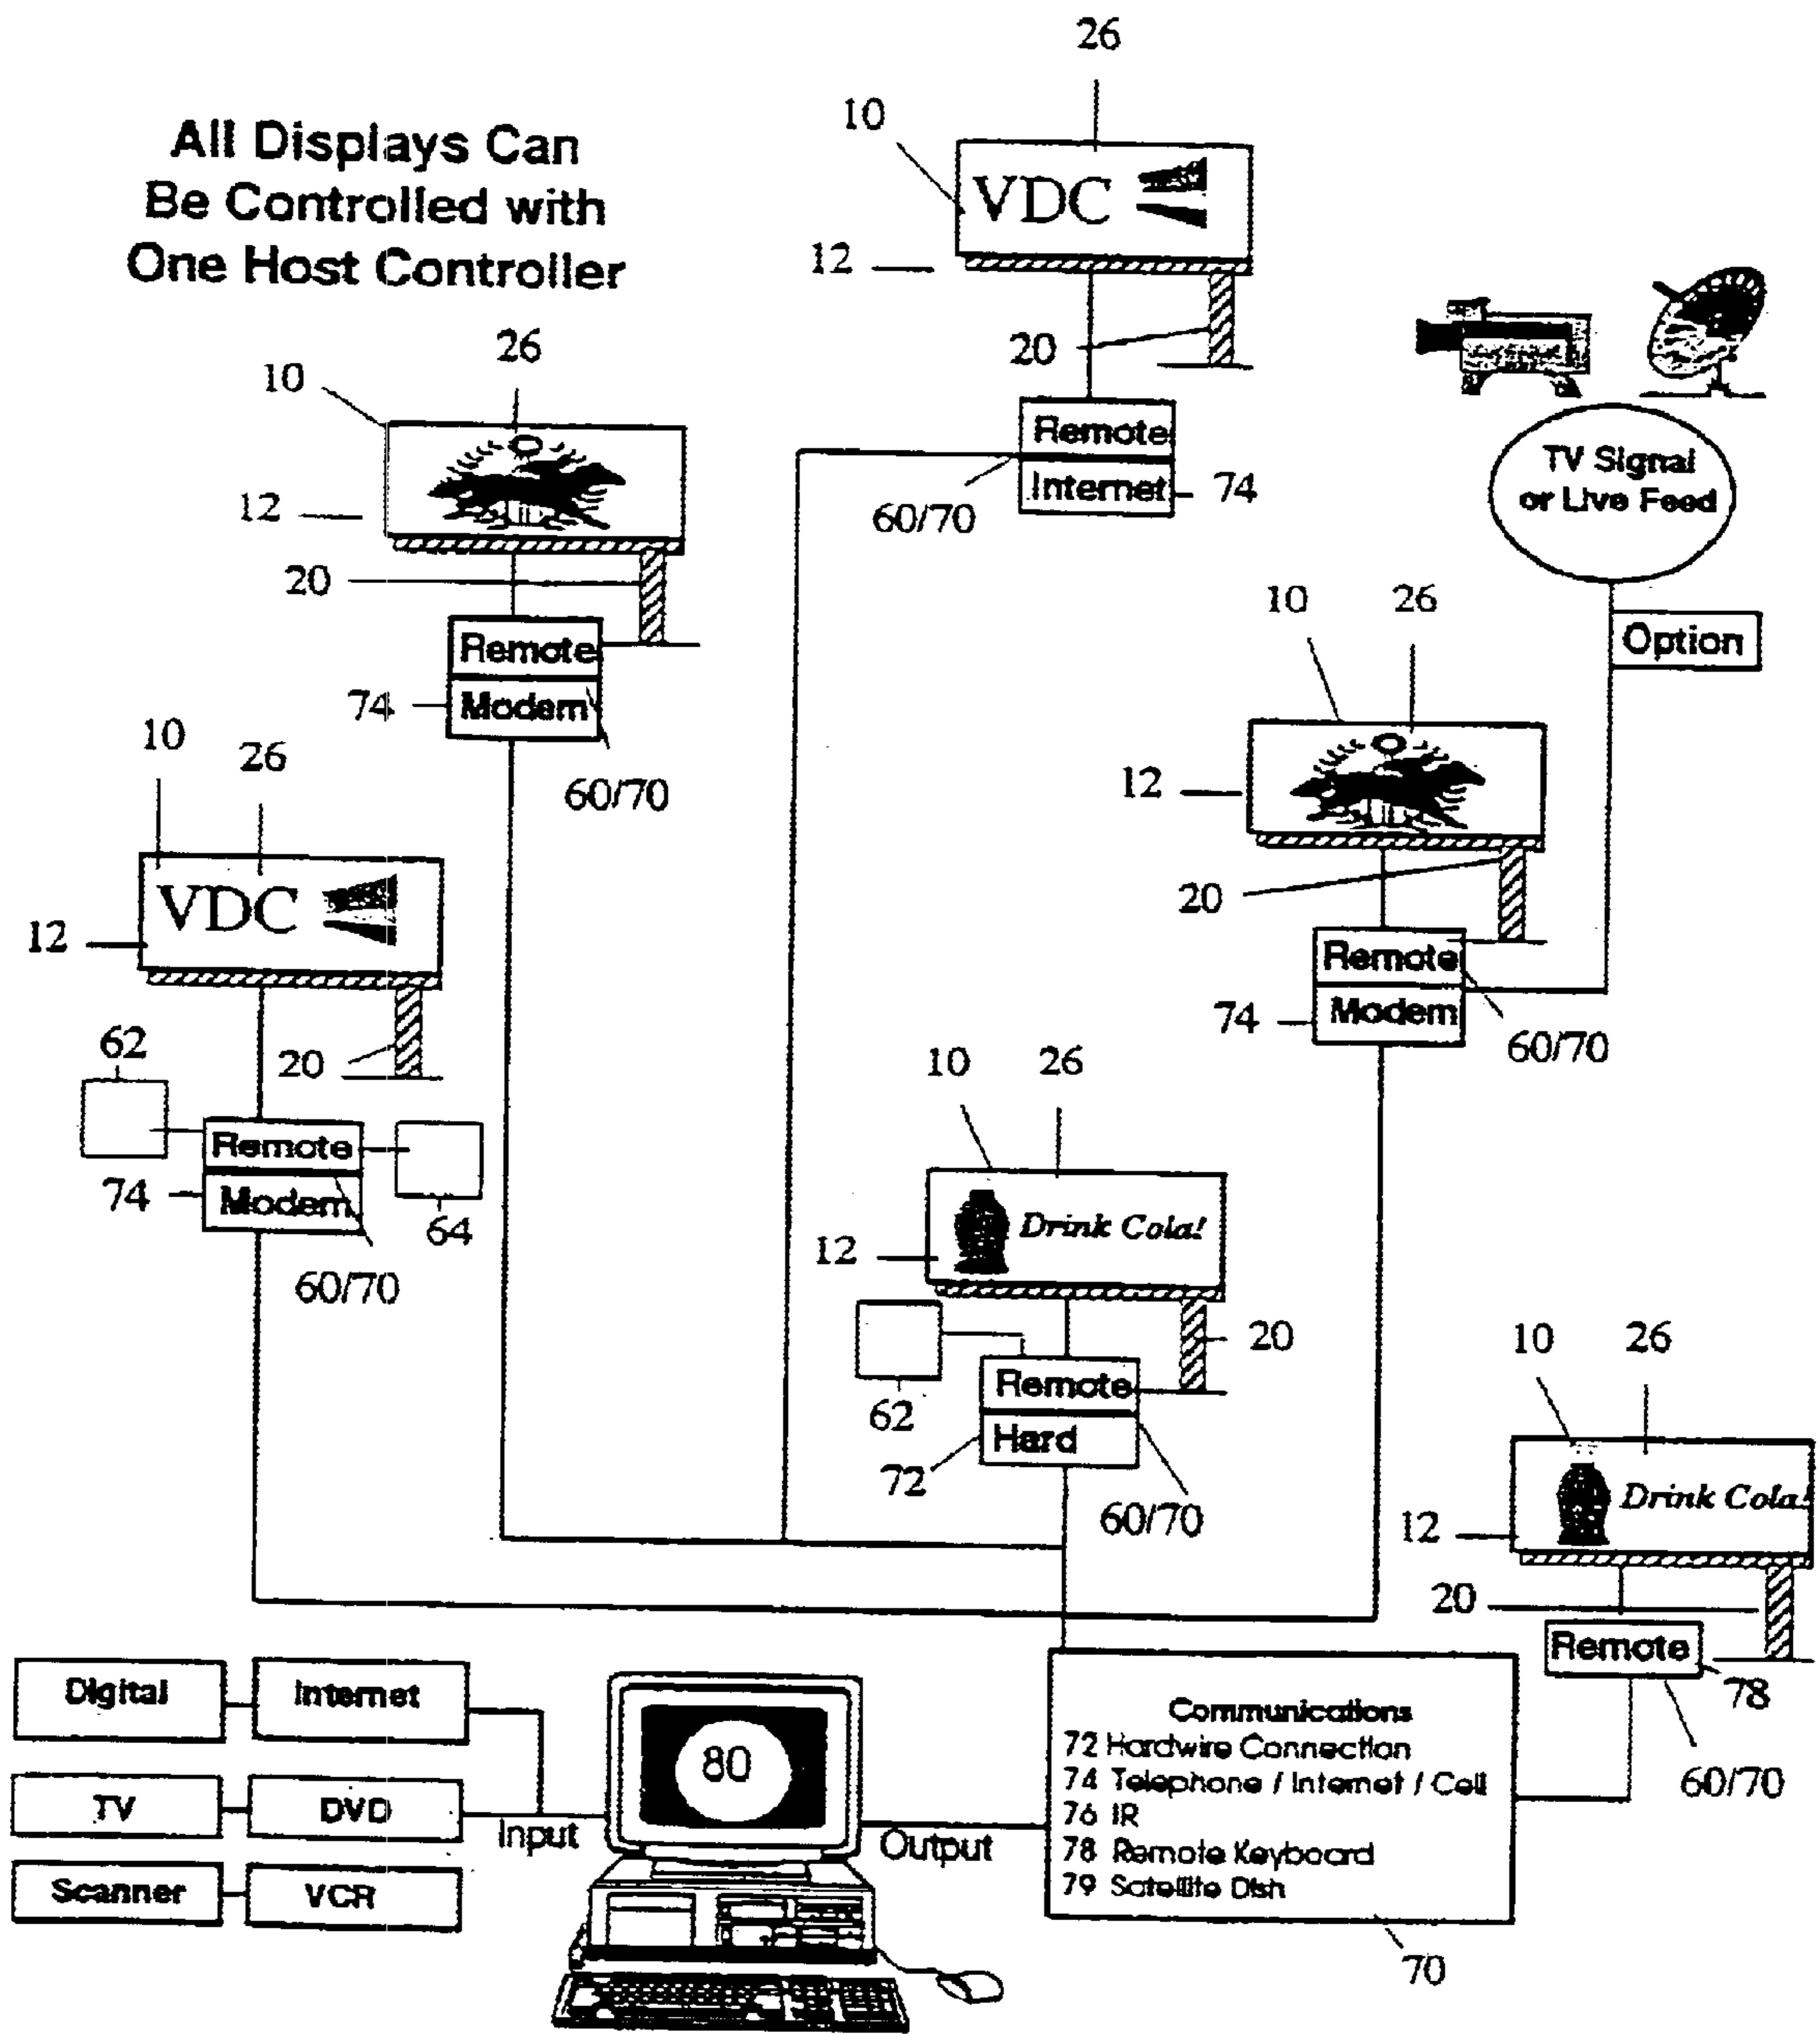 All Displays Can
Be Controlled with
One Host Controller
26
10
VDC
12
20
Remote
Internet
74
60/70
TV Signal
or Live Feed
Option
26
10
12
20
Remote
74
Modem
60/70
10
26
12
20
Remote
74
Modem
60/70
10
26
VDC
12
62
20
Remote
74
Modem
64
60/70
10
26
Drink Cola!
12
20
62
Remote
Hard
72
60/70
10
26
Drink Cola!
12
20
Remote
78
60/70
Digital
Internet
TV
DVD
Scanner
VCR
Input
80
Output
Communications
72 Hardwire Connection
74 Telephone / Internet / Cell
76 IR
78 Remote Keyboard
79 Satellite Dish
70